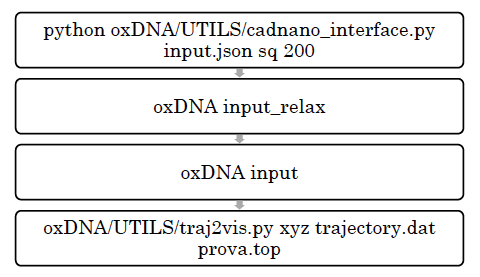 python oxDNA/UTILS/cadnano_interface.py
input.json sq 200
oxDNA input_relax
oxDNA input
oxDNA/UTILS/traj2vis.py xyz trajectory.dat
prova.top